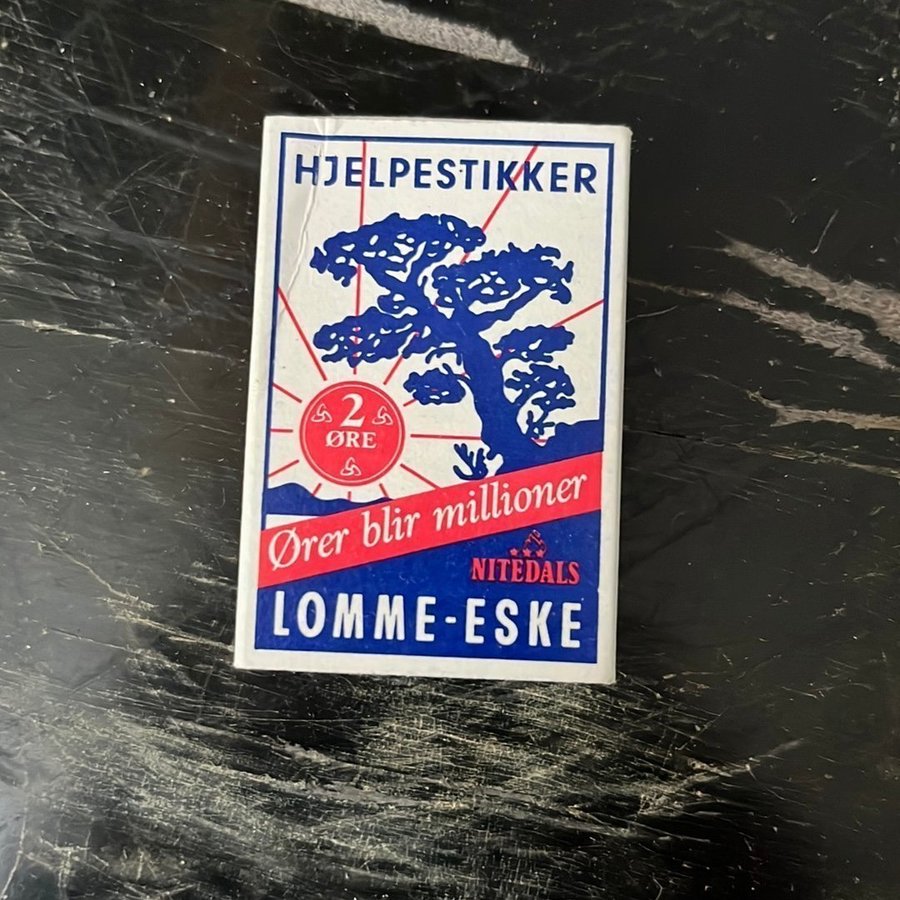 HJELPESTIKKER
2
ØRE
Ører blir millioner
NITEDALS
LOMME-ESKE